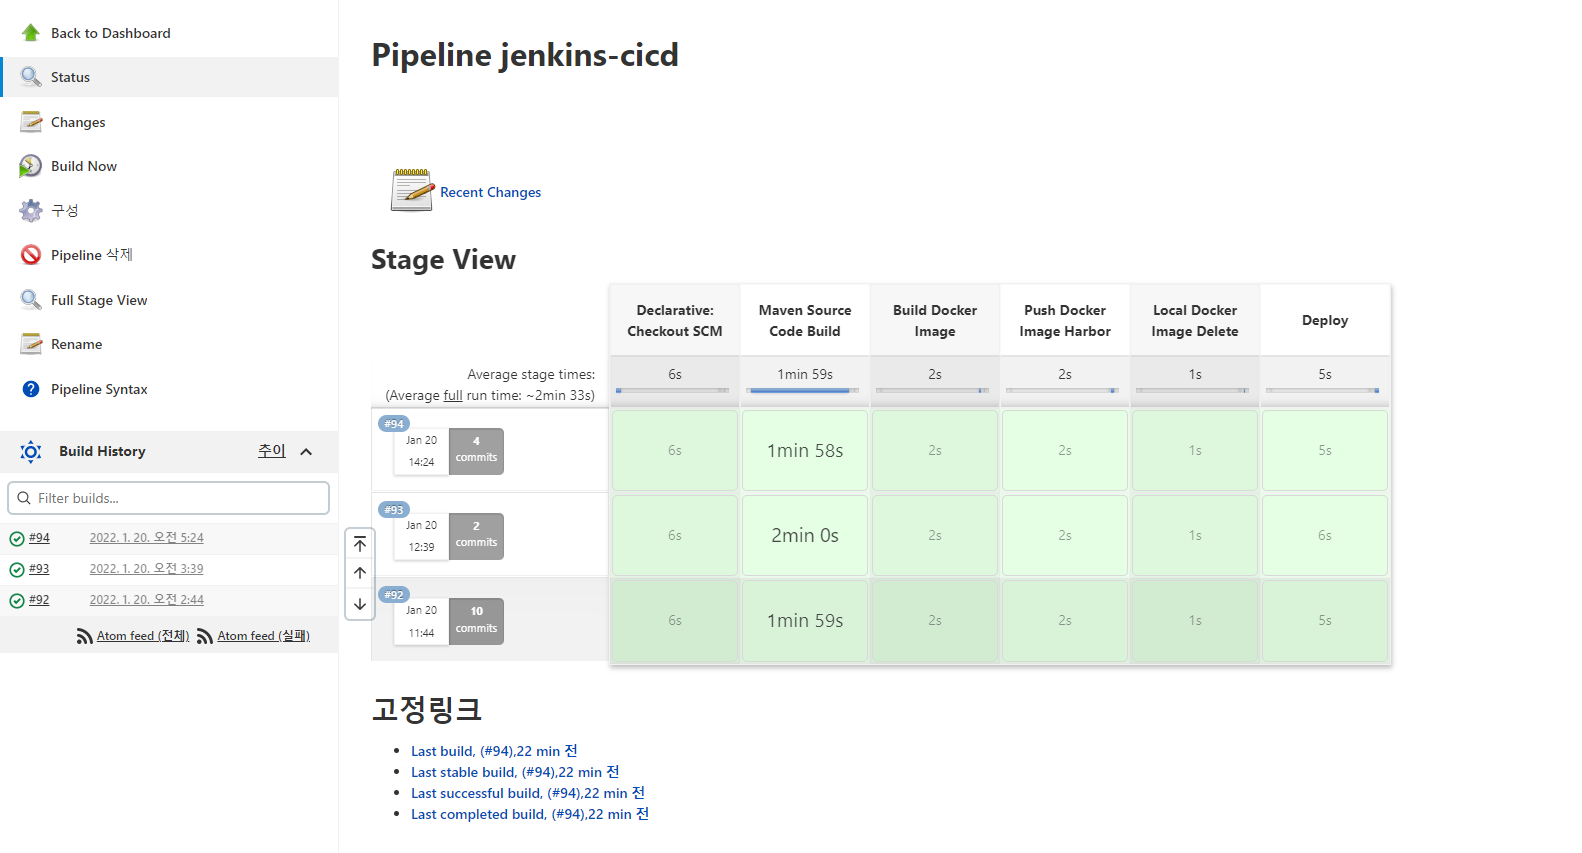 Back to Dashboard
Status
Changes
Build Now
구성
Pipeline 삭제
Full Stage View
Rename
Pipeline Syntax
Build History 추이
Filter builds...
#94 2022. 1. 20. 오전 5:24
#93 2022. 1. 20. 오전 3:39
#92 2022. 1. 20. 오전 2:44
Atom feed (전체) Atom feed (실패)
Pipeline jenkins-cicd
Recent Changes
Stage View
Declarative: Checkout SCM
Maven Source Code Build
Build Docker Image
Push Docker Image Harbor
Local Docker Image Delete
Deploy
Average stage times:
(Average full run time: ~2min 33s)
6s 1min 59s 2s 2s 1s 5s
#94
Jan 20
14:24
4
commits
6s 1min 58s 2s 2s 1s 5s
#93
Jan 20
12:39
2
commits
6s 2min 0s 2s 2s 1s 6s
#92
Jan 20
11:44
10
commits
6s 1min 59s 2s 2s 1s 5s
고정링크
Last build, (#94),22 min 전
Last stable build, (#94),22 min 전
Last successful build, (#94),22 min 전
Last completed build, (#94),22 min 전